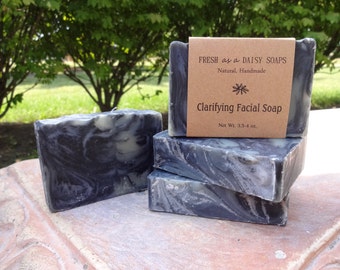 FRESH as a DAISY SOAPS
Natural, Handmade
Clarifying Facial Soap
Net Wt. 3.5-4 oz.